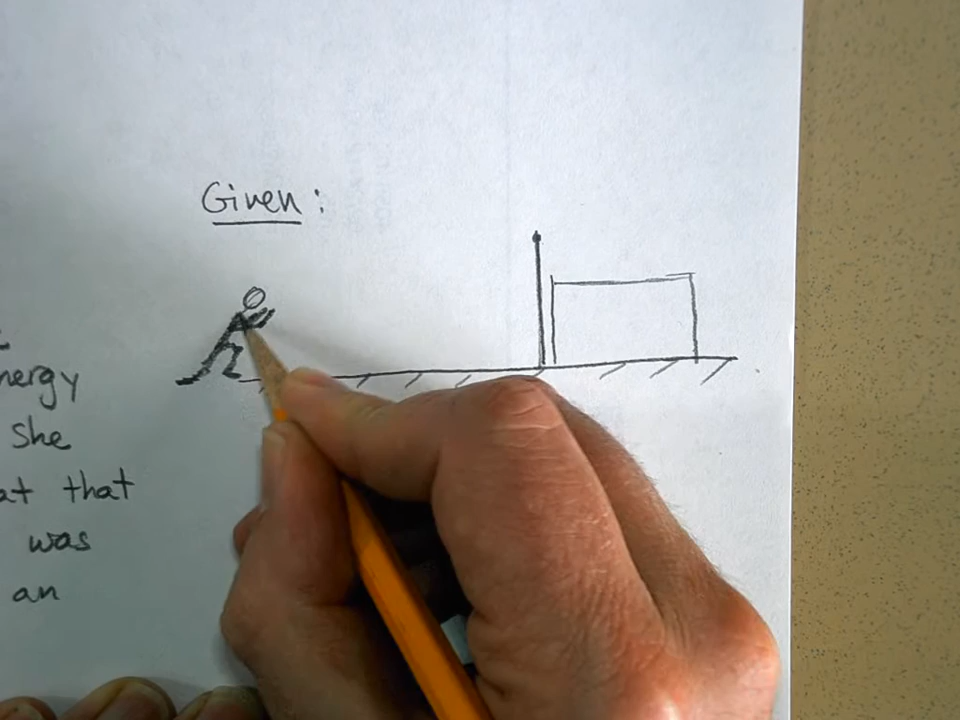 Given:
nergy
She
at that
was
an